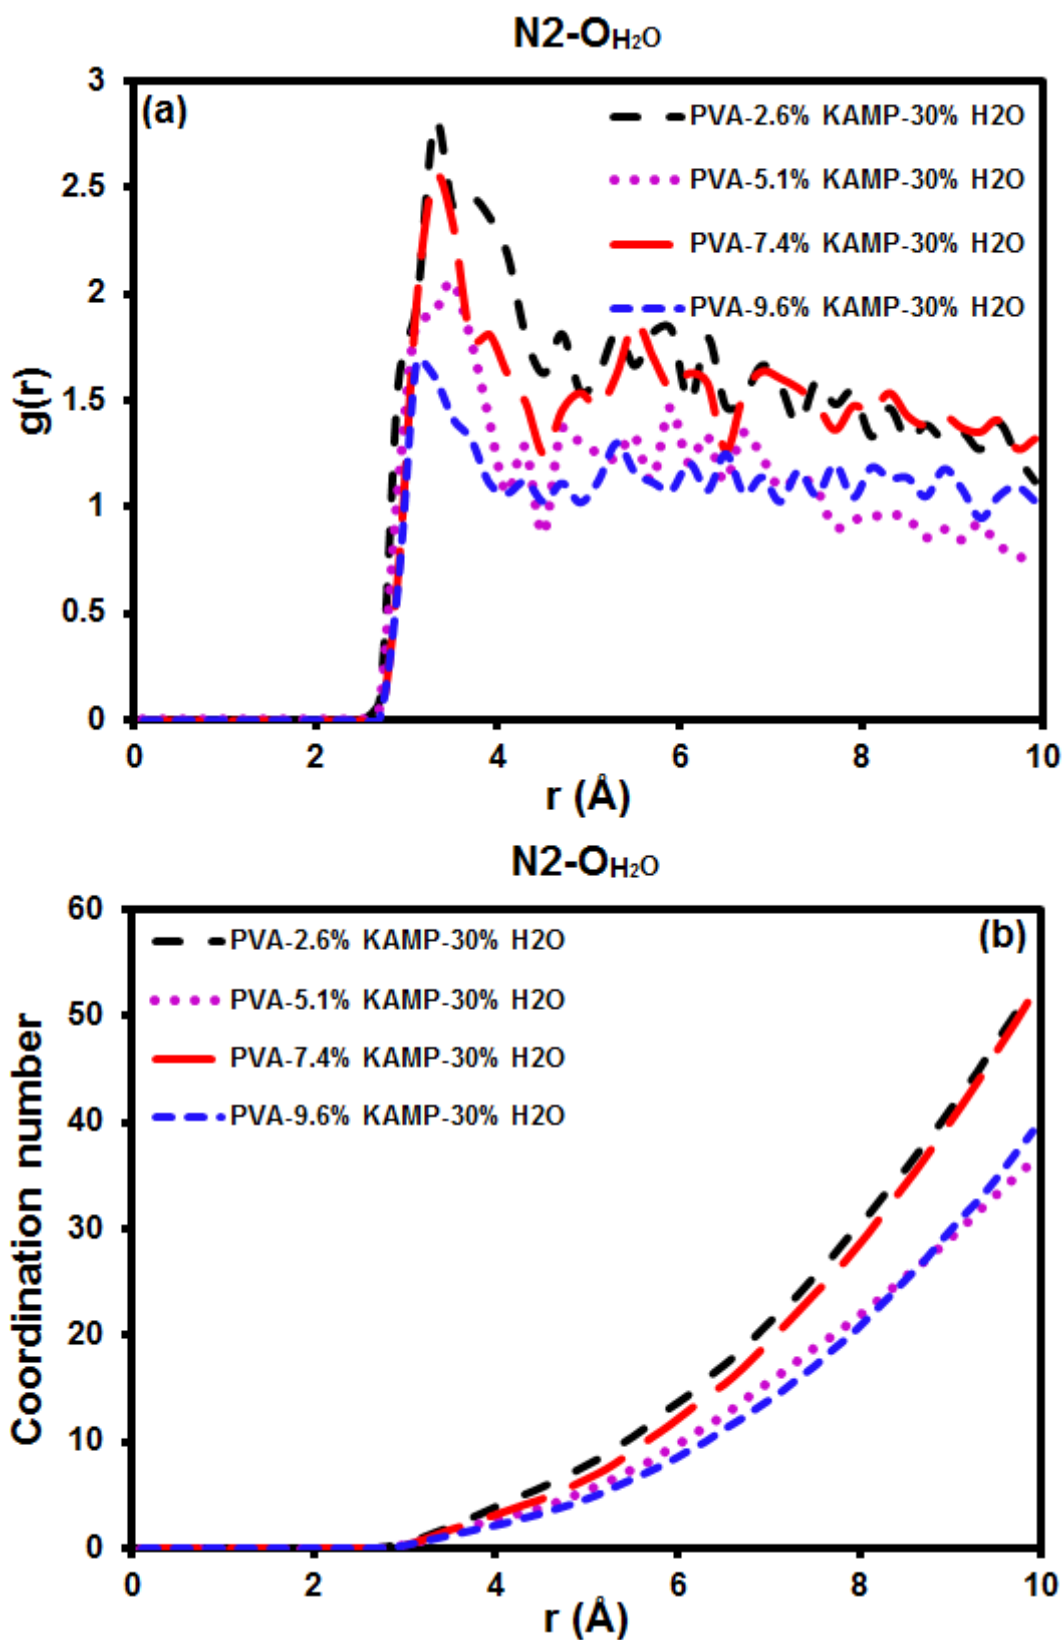 N2-OH2O
(a)
PVA-2.6% KAMP-30% H2O
PVA-5.1% KAMP-30% H2O
PVA-7.4% KAMP-30% H2O
PVA-9.6% KAMP-30% H2O
g(r)
3
2.5
2
1.5
1
0.5
0
0 2 4 6 8 10
r (Å)
N2-OH2O
(b)
PVA-2.6% KAMP-30% H2O
PVA-5.1% KAMP-30% H2O
PVA-7.4% KAMP-30% H2O
PVA-9.6% KAMP-30% H2O
Coordination number
60
50
40
30
20
10
0
0 2 4 6 8 10
r (Å)